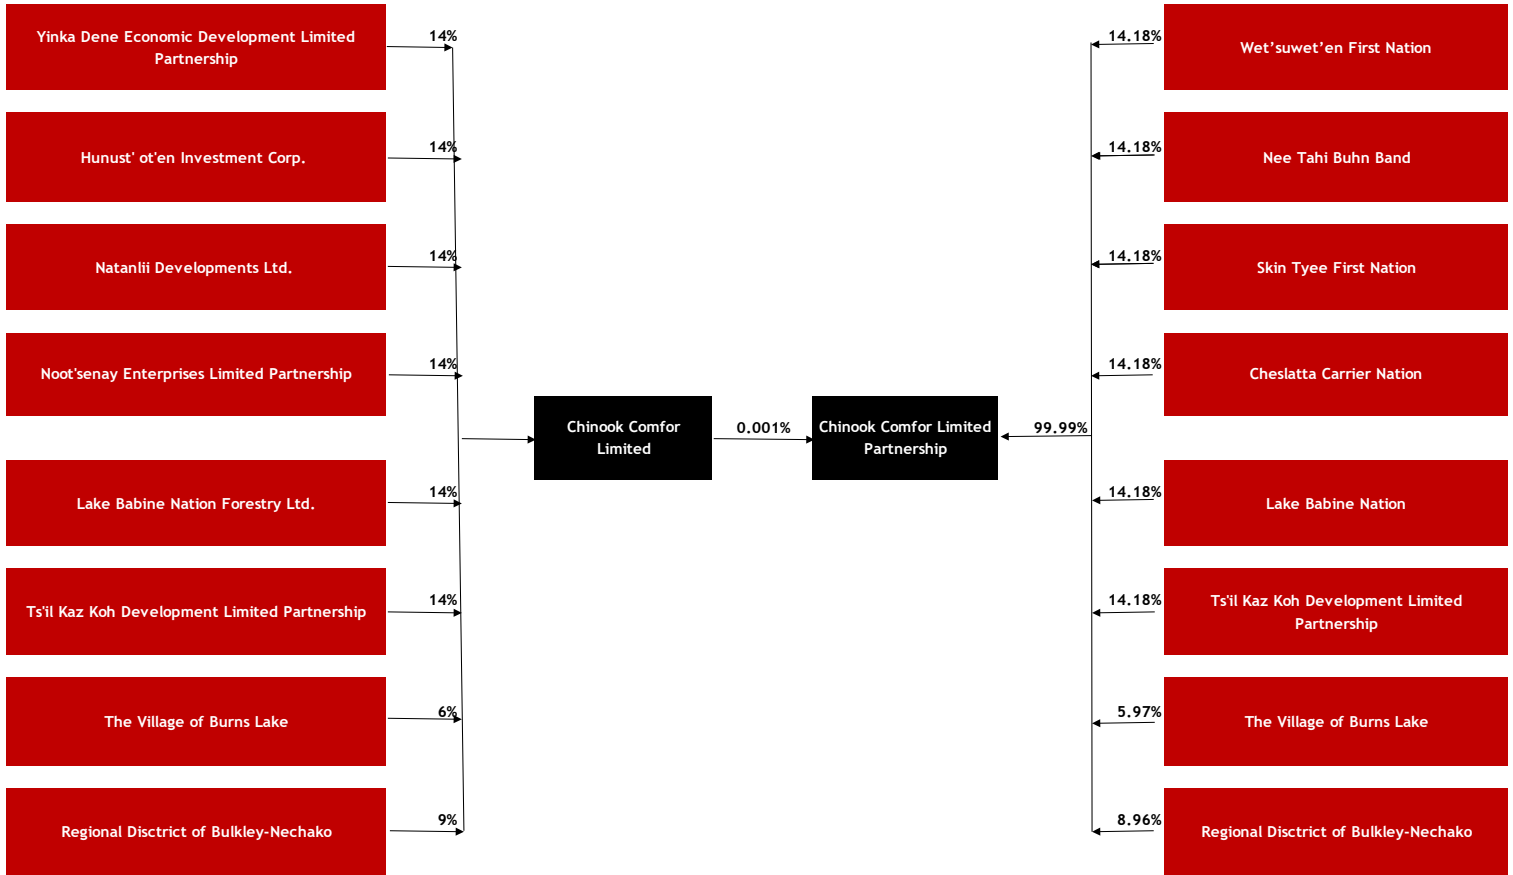 Yinka Dene Economic Development Limited
Partnership
14%
Hunust' ot'en Investment Corp.
14%
Natanlii Developments Ltd.
14%
Noot'senay Enterprises Limited Partnership
14%
Lake Babine Nation Forestry Ltd.
14%
Ts'il Kaz Koh Development Limited Partnership
14%
The Village of Burns Lake
6%
Regional Disctrict of Bulkley-Nechako
9%
Chinook Comfor
Limited
0.001%
Chinook Comfor Limited
Partnership
99.99%
14.18%
Wet’suwet’en First Nation
14.18%
Nee Tahi Buhn Band
14.18%
Skin Tyee First Nation
14.18%
Cheslatta Carrier Nation
14.18%
Lake Babine Nation
14.18%
Ts'il Kaz Koh Development Limited
Partnership
5.97%
The Village of Burns Lake
8.96%
Regional Disctrict of Bulkley-Nechako